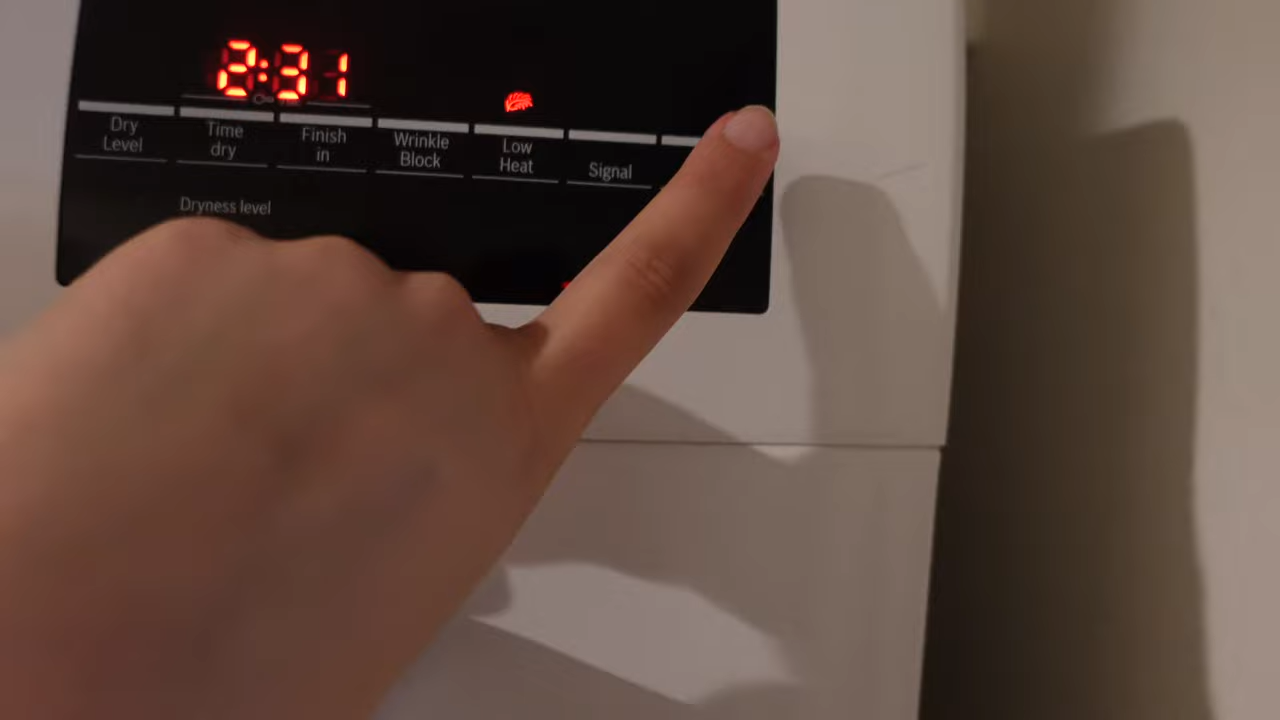 2:31
Dry
Level
Time
dry
Finish
in
Wrinkle
Block
Low
Heat
Signal
Dryness level